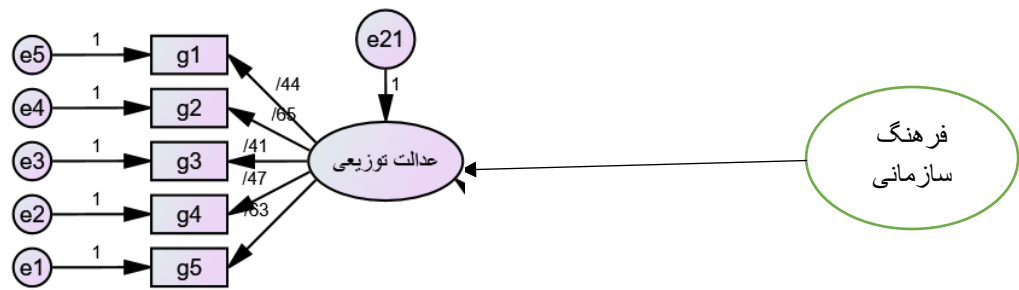 e21
e5 1 g1
1
/44
e4 1 g2
/65
e3 1 g3
/41
عدالت توزیعی
فرهنگ
سازمانی
/47
e2 1 g4
/63
e1 1 g5